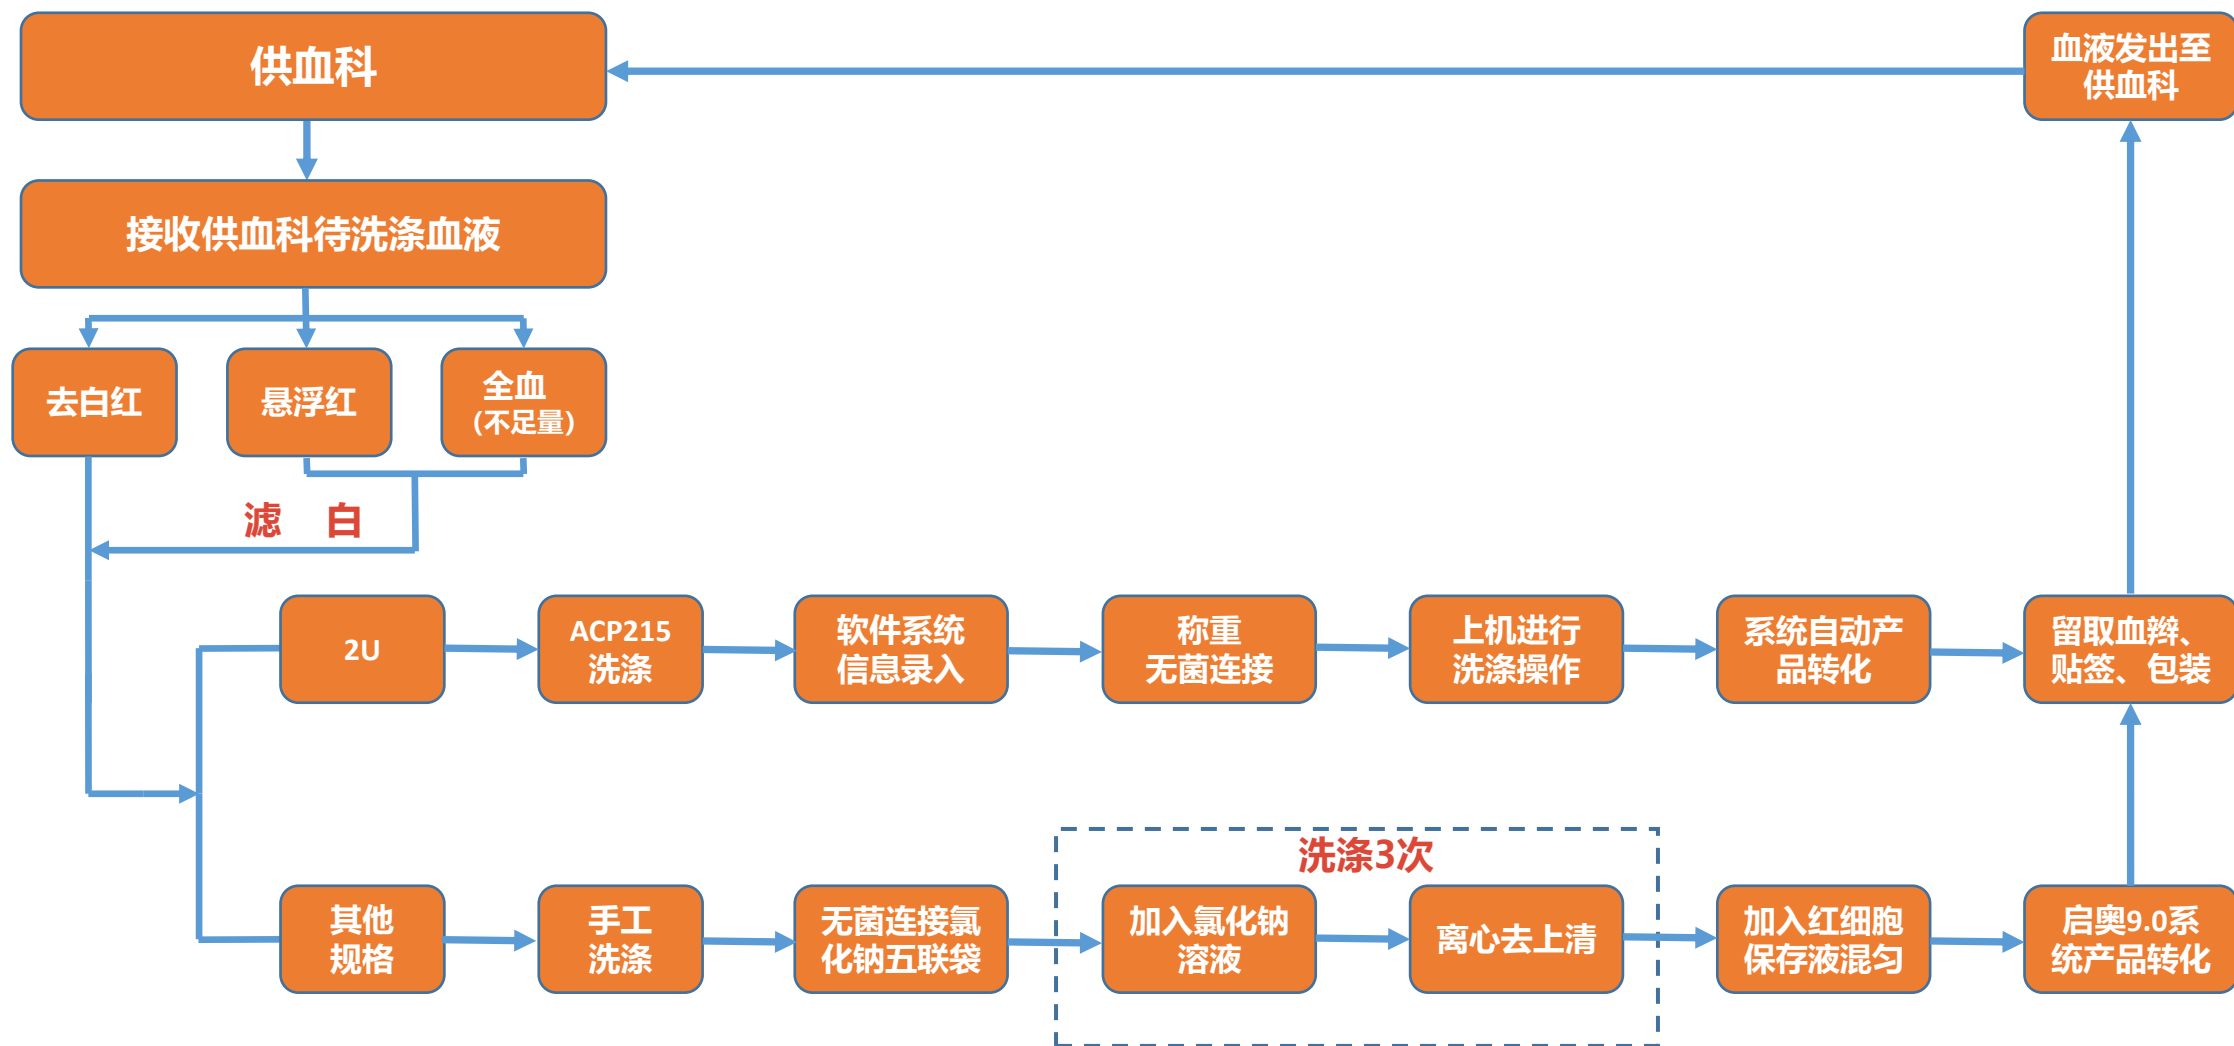 供血科
血液发出至
供血科
接收供血科待洗涤血液
去白红
悬浮红
全血
(不足量)
滤 白
2U
ACP215
洗涤
软件系统
信息录入
称重
无菌连接
上机进行
洗涤操作
系统自动产
品转化
留取血辫、
贴签、包装
洗涤3次
其他
规格
手工
洗涤
无菌连接氯
化钠五联袋
加入氯化钠
溶液
离心去上清
加入红细胞
保存液混匀
启奥9.0系
统产品转化